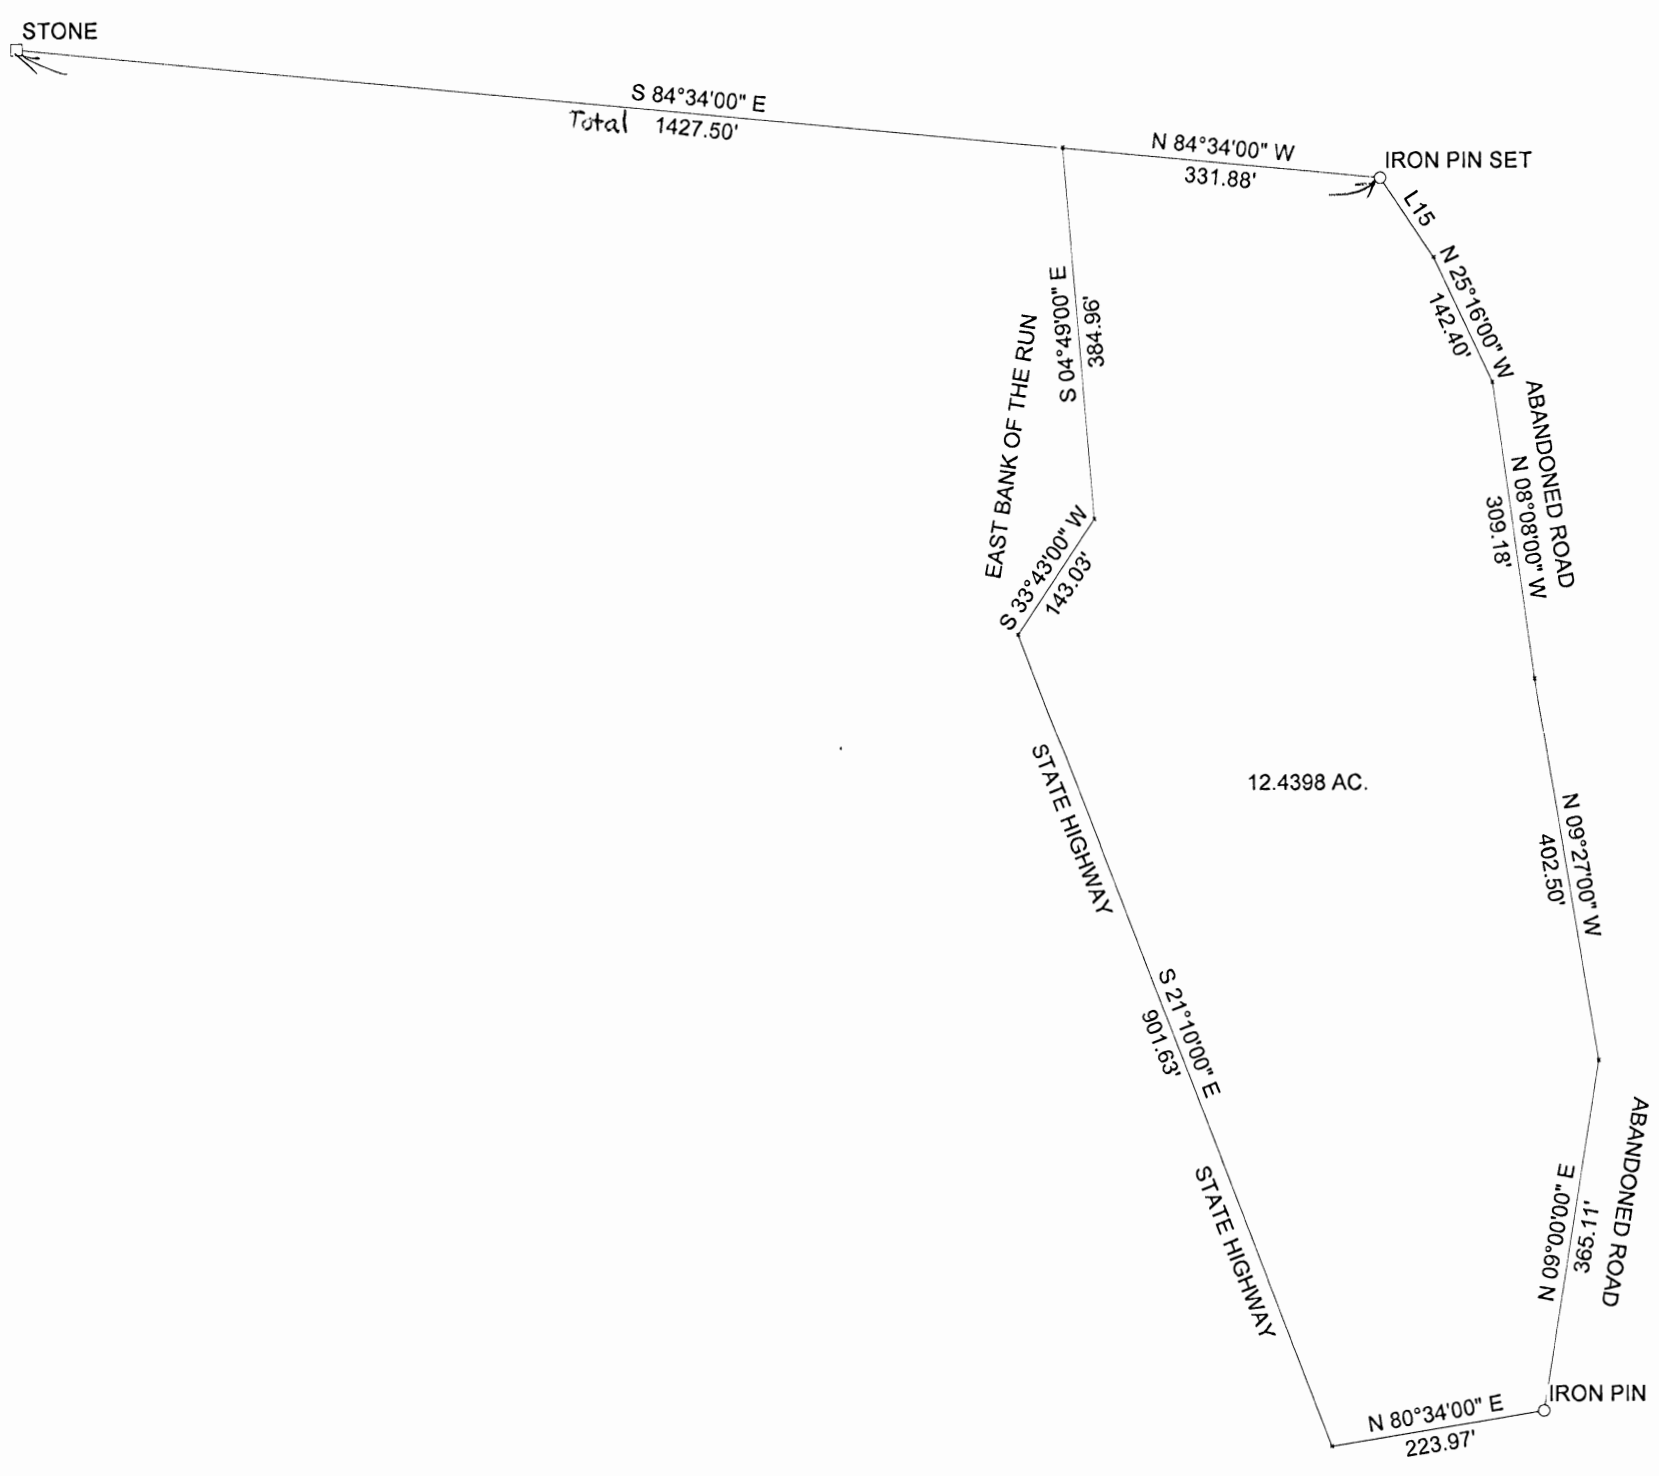 STONE
S 84°34'00" E
Total 1427.50'
N 84°34'00" W
331.88'
IRON PIN SET
L15
N 25°16'00" W
142.40'
ABANDONED ROAD
N 08°08'00" W
309.18'
S 04°49'00" E
384.96'
EAST BANK OF THE RUN
S 33°43'00" W
143.03'
STATE HIGHWAY
12.4398 AC.
N 09°27'00" W
402.50'
S 21°10'00" E
901.63'
STATE HIGHWAY
ABANDONED ROAD
N 09°00'00" E
365.11'
IRON PIN
N 80°34'00" E
223.97'